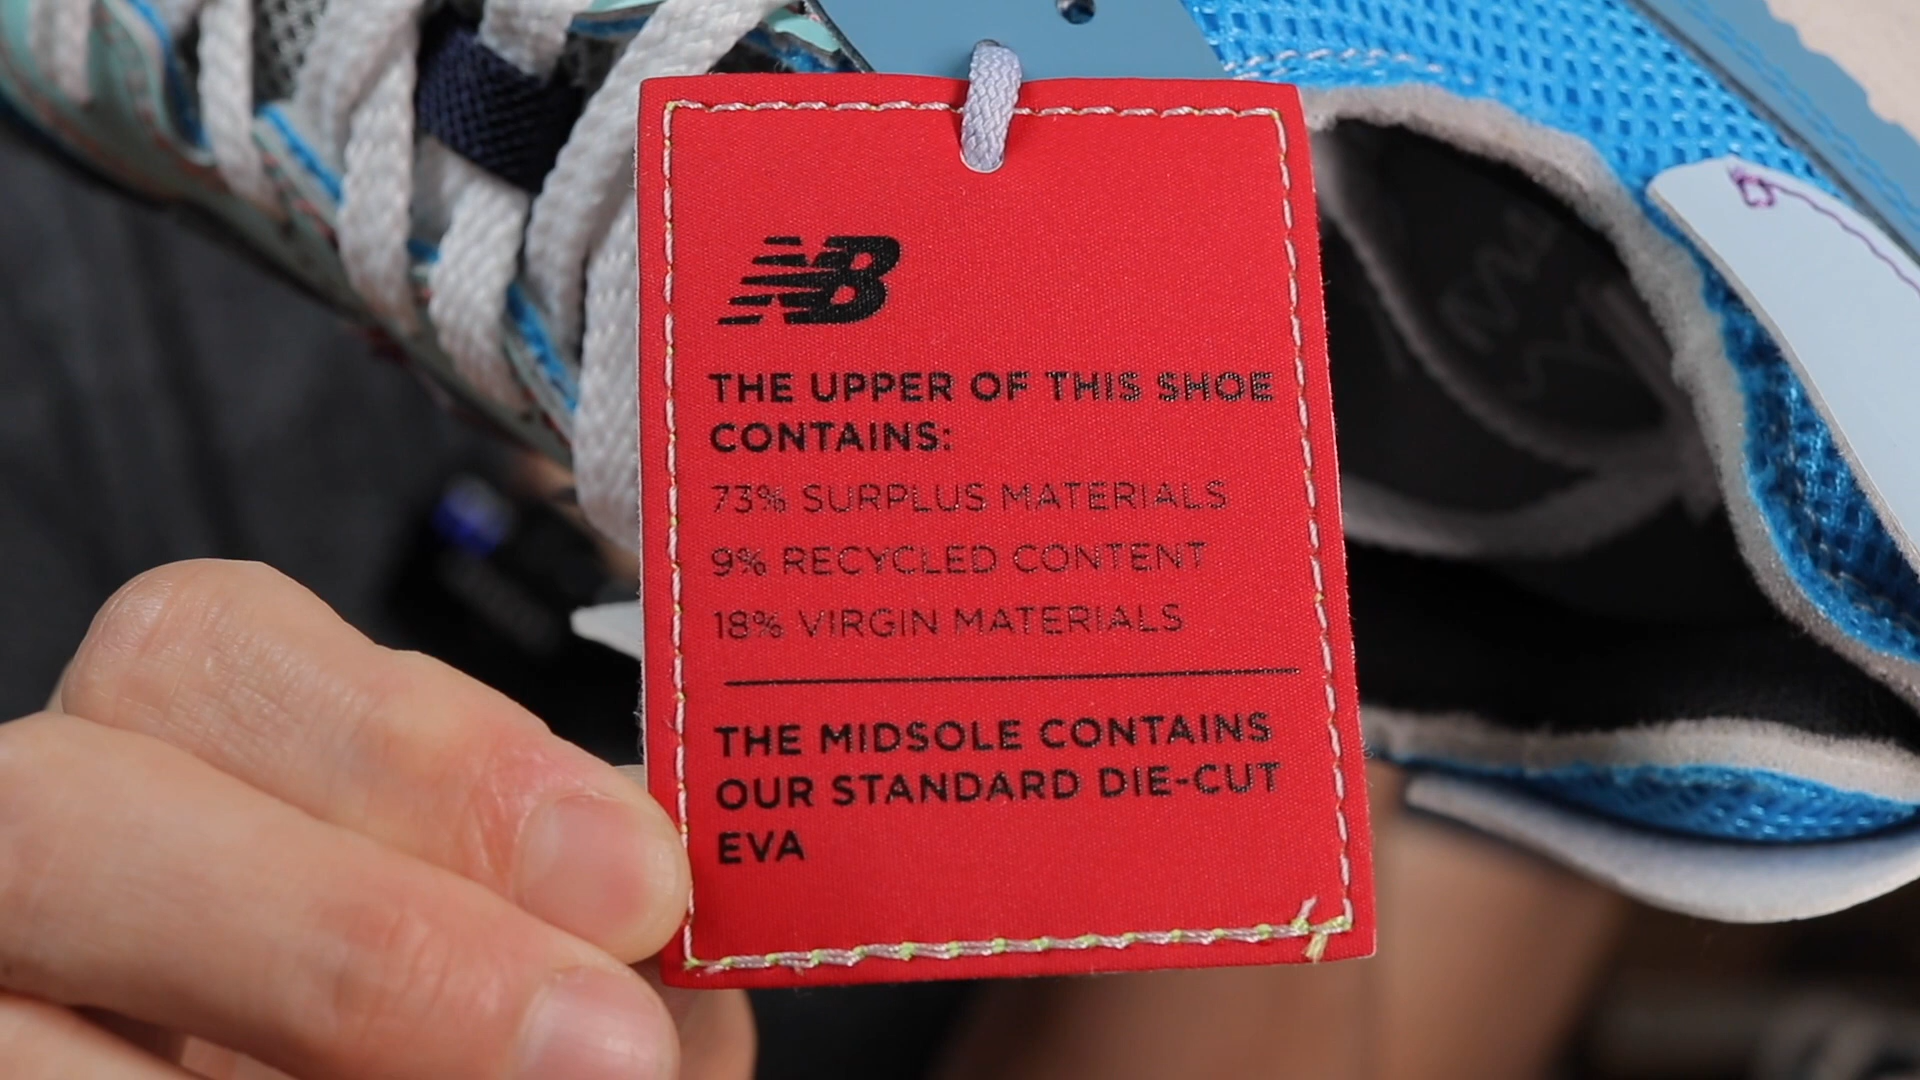 NB
THE UPPER OF THIS SHOE
CONTAINS:
73% SURPLUS MATERIALS
9% RECYCLED CONTENT
18% VIRGIN MATERIALS
THE MIDSOLE CONTAINS
OUR STANDARD DIE-CUT
EVA